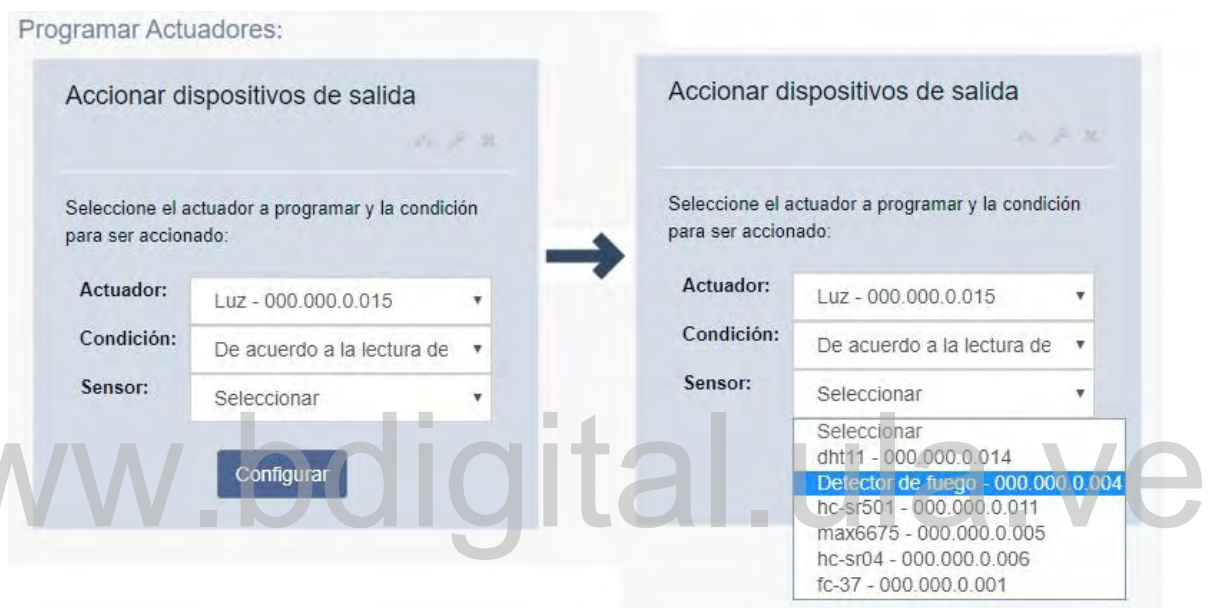 Programar Actuadores:
Accionar dispositivos de salida
Seleccione el actuador a programar y la condición
para ser accionado:
Actuador:
Luz - 000.000.0.015
Condición:
De acuerdo a la lectura de
Sensor:
Seleccionar
Configurar
Accionar dispositivos de salida
Seleccione el actuador a programar y la condición
para ser accionado:
Actuador:
Luz - 000.000.0.015
Condición:
De acuerdo a la lectura de
Sensor:
Seleccionar
Seleccionar
dht11 - 000.000.0.014
Detector de fuego - 000.000.0.004
hc-sr501 - 000.000.0.011
max6675 - 000.000.0.005
hc-sr04 - 000.000.0.006
fc-37 - 000.000.0.001
ww.bdigital.ula.ve